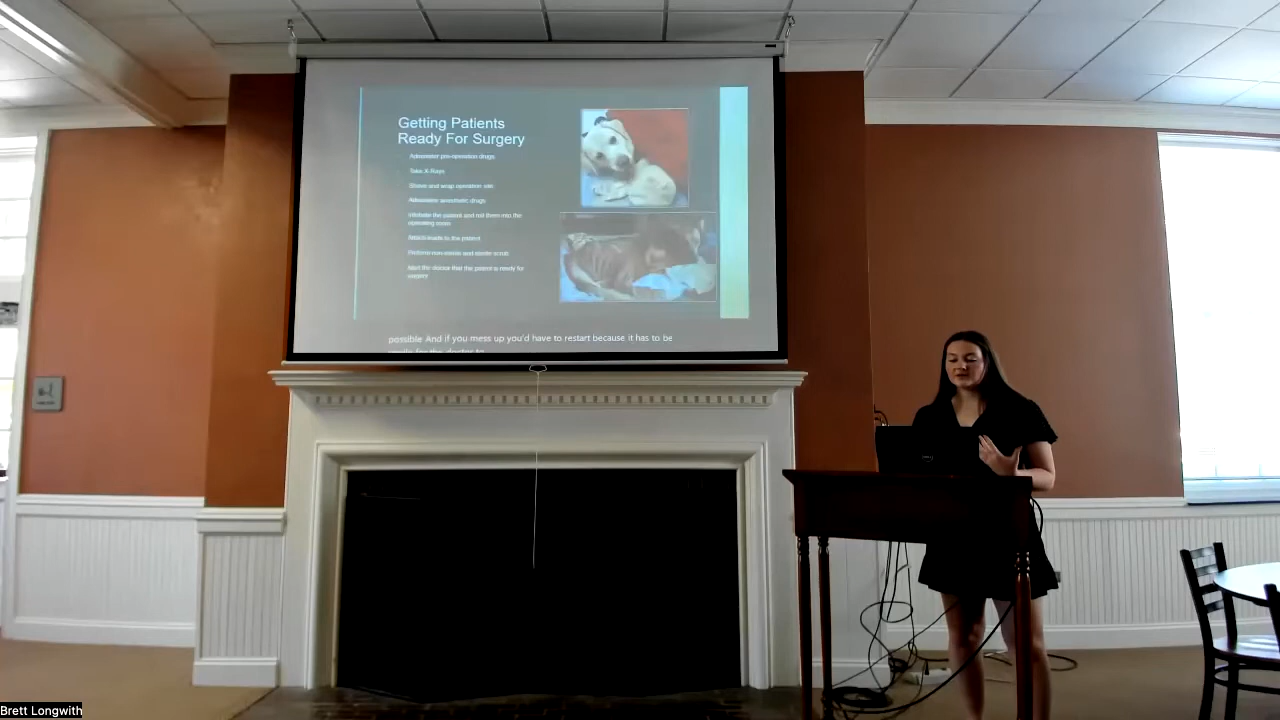 Getting Patients
Ready For Surgery
Administer pre-operation drugs
Take X-Rays
Shave and wrap operation site
Administer anesthetic drugs
Intubate the patient and roll them into the
operating room
Attach leads to the patient
Perform non-sterile and sterile scrub
Alert the doctor that the patient is ready for
surgery
possible And if you mess up you'd have to restart because it has to be
Brett Longwith